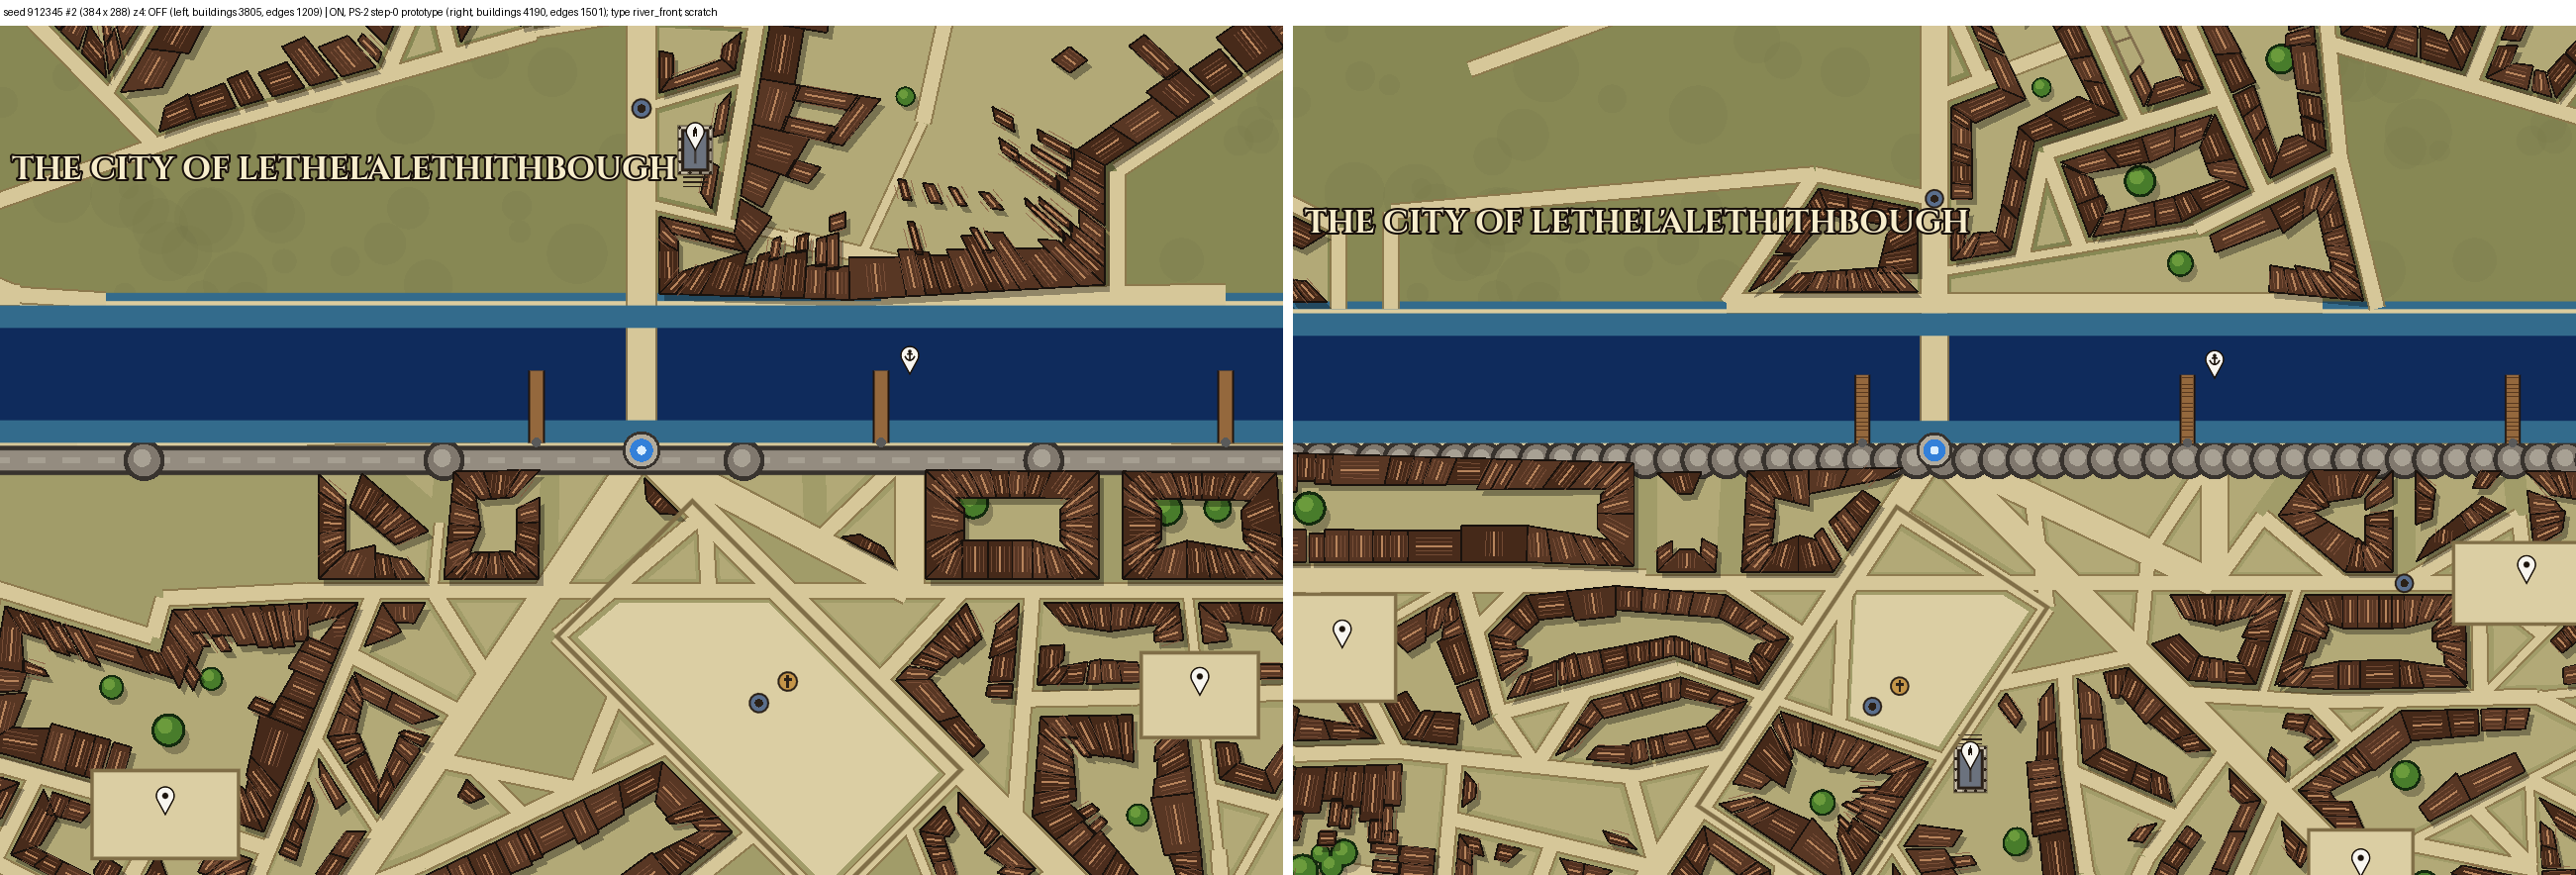 seed 912345 #2 (384 x 288) z4: OFF (left, buildings 3805, edges 1209) | ON, PS-2 step-0 prototype (right, buildings 4190, edges 1501); type river_front; scratch
THE CITY OF LETHEL'ALETHITHBOUGH
THE CITY OF LETHEL'ALETHITHBOUGH